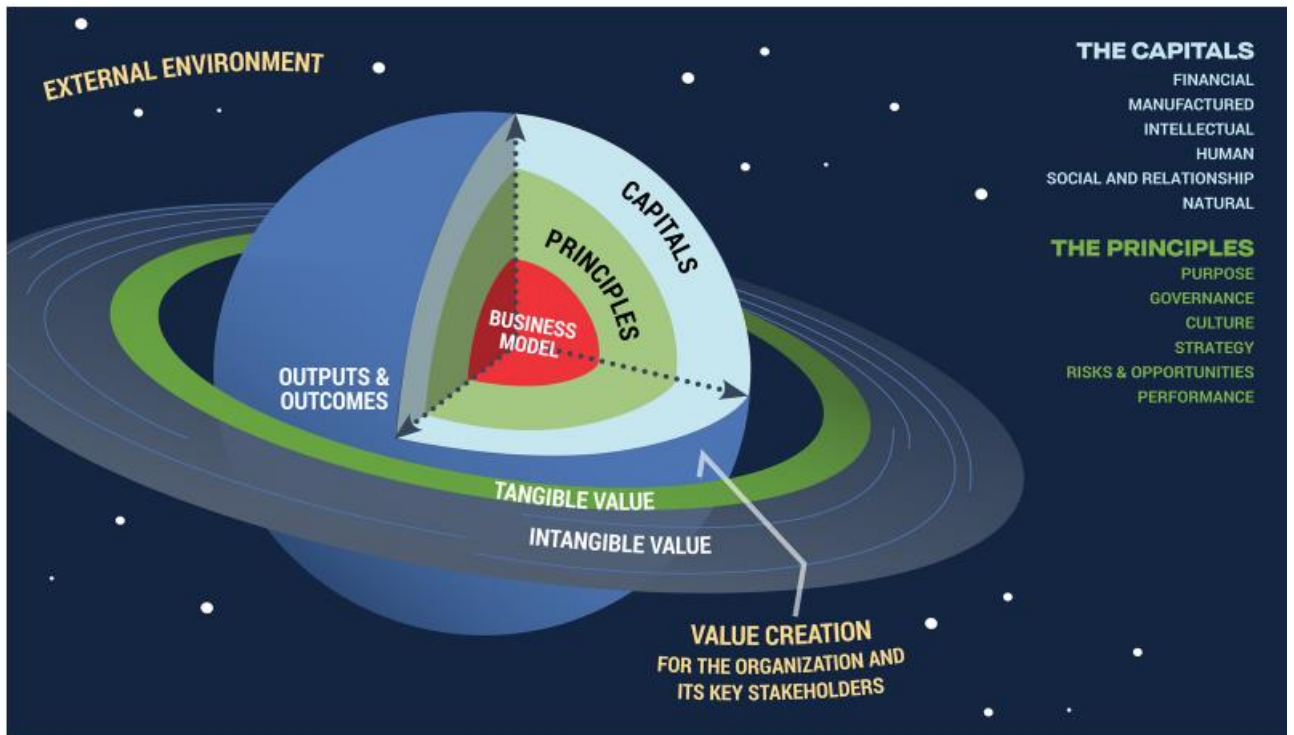 EXTERNAL ENVIRONMENT
THE CAPITALS
FINANCIAL
MANUFACTURED
INTELLECTUAL
HUMAN
SOCIAL AND RELATIONSHIP
NATURAL
THE PRINCIPLES
PURPOSE
GOVERNANCE
CULTURE
STRATEGY
RISKS & OPPORTUNITIES
PERFORMANCE
CAPITALS
PRINCIPLES
BUSINESS
MODEL
OUTPUTS &
OUTCOMES
TANGIBLE VALUE
INTANGIBLE VALUE
VALUE CREATION
FOR THE ORGANIZATION AND
ITS KEY STAKEHOLDERS